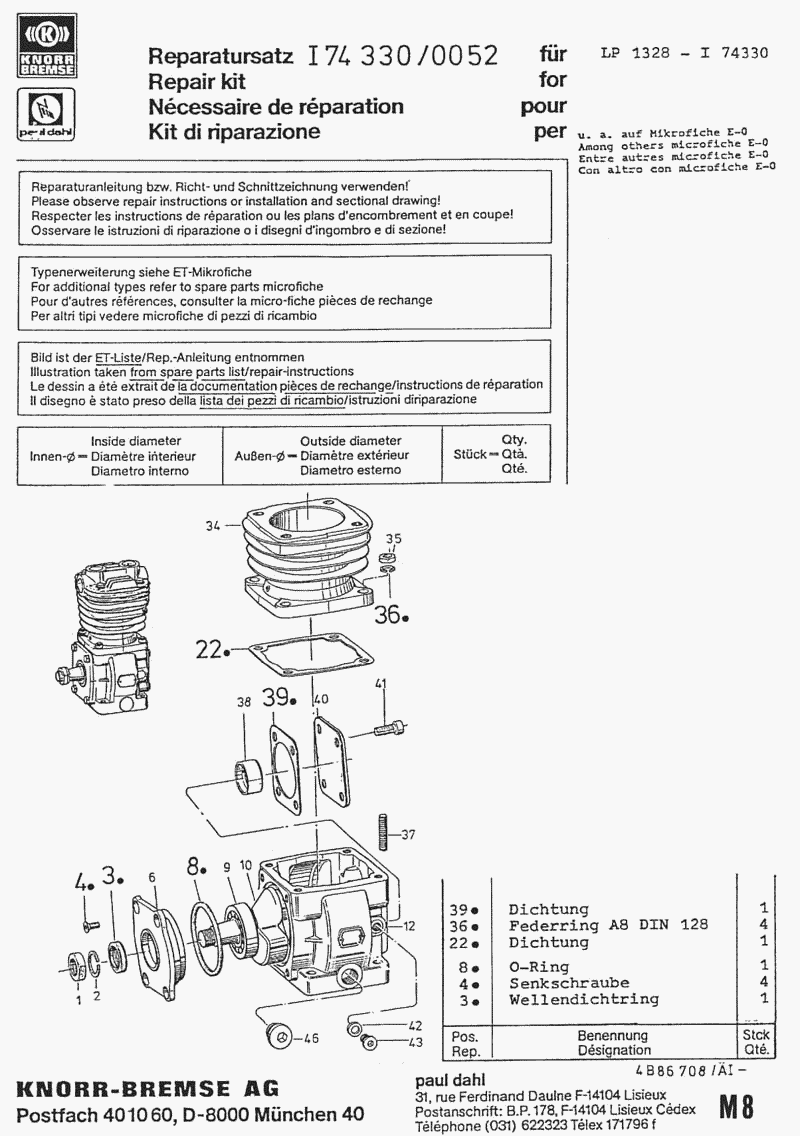 KNORR
BREMSE
paul dahl
Reparatursatz I 74 330/0052 für LP 1328 - I 74330
Repair kit for
Nécessaire de réparation pour
Kit di riparazione per
u. a. auf Mikrofiche E-0
Among others microfiche E-0
Entre autres microfiche E-0
Con altro con microfiche E-0
Reparaturanleitung bzw. Richt- und Schnittzeichnung verwenden!
Please observe repair instructions or installation and sectional drawing!
Respecter les instructions de réparation ou les plans d'encombrement et en coupe!
Osservare le istruzioni di riparazione o i disegni d'ingombro e di sezione!
Typenerweiterung siehe ET-Mikrofiche
For additional types refer to spare parts microfiche
Pour d'autres références, consulter la micro-fiche pièces de rechange
Per altri tipi vedere microfiche di pezzi di ricambio
Bild ist der ET-Liste/Rep.-Anleitung entnommen
Illustration taken from spare parts list/repair-instructions
Le dessin a été extrait de la documentation pièces de rechange/instructions de réparation
Il disegno è stato preso della lista dei pezzi di ricambio/istruzioni diriparazione
Inside diameter
Innen-ø = Diamètre interieur
Diametro interno
Outside diameter
Außen-ø = Diamètre extérieur
Diametro esterno
Qty.
Stück = Qtà.
Qté.
34
35
36.
22.
41
38
39.
40
37
4.
3.
6
8.
9
10
12
1
2
46
42
43
39• Dichtung 1
36• Federring A8 DIN 128 4
22• Dichtung 1
8• O-Ring 1
4• Senkschraube 4
3• Wellendichtring 1
Pos. Benennung Stck
Rep. Désignation Qté.
4B86708/ÄI-
KNORR-BREMSE AG
Postfach 401060, D-8000 München 40
paul dahl
31, rue Ferdinand Daulne F-14104 Lisieux
Postanschrift: B.P. 178, F-14104 Lisieux Cédex
Téléphone (031) 622323 Télex 171796 f
M8